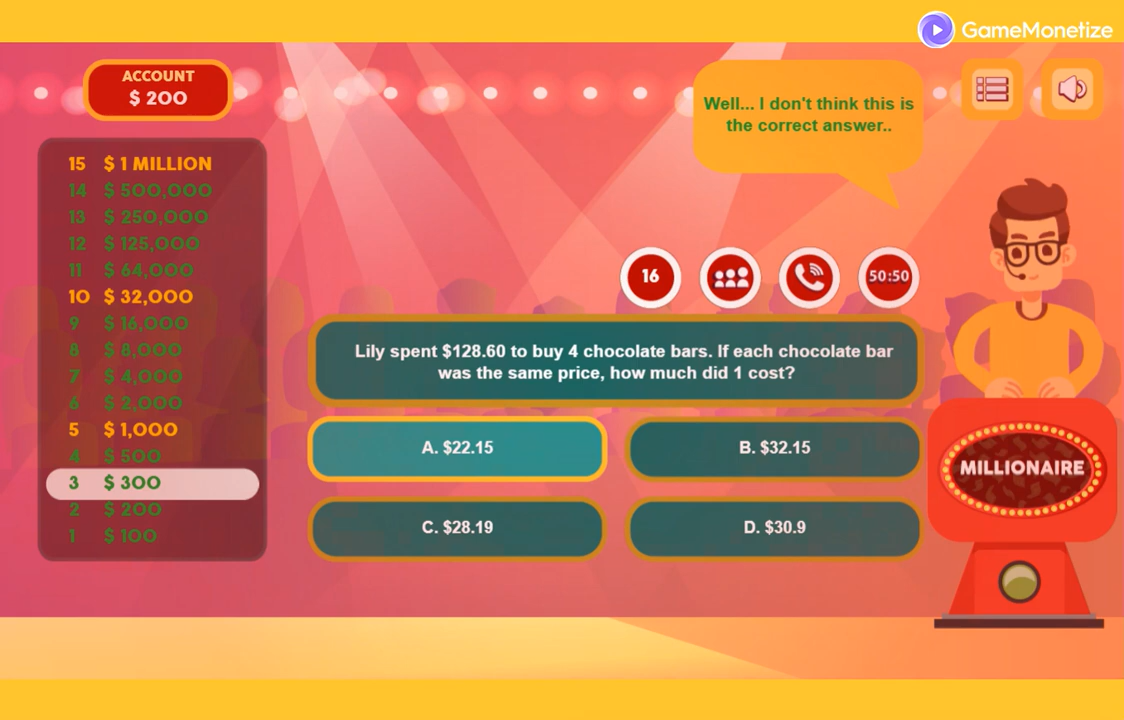 GameMonetize
ACCOUNT
$ 200
Well... I don't think this is
the correct answer..
15 $ 1 MILLION
14 $ 500,000
13 $ 250,000
12 $ 125,000
11 $ 64,000
10 $ 32,000
9 $ 16,000
8 $ 8,000
7 $ 4,000
6 $ 2,000
5 $ 1,000
4 $ 500
3 $ 300
2 $ 200
1 $ 100
16
50:50
Lily spent $128.60 to buy 4 chocolate bars. If each chocolate bar
was the same price, how much did 1 cost?
A. $22.15
B. $32.15
C. $28.19
D. $30.9
MILLIONAIRE